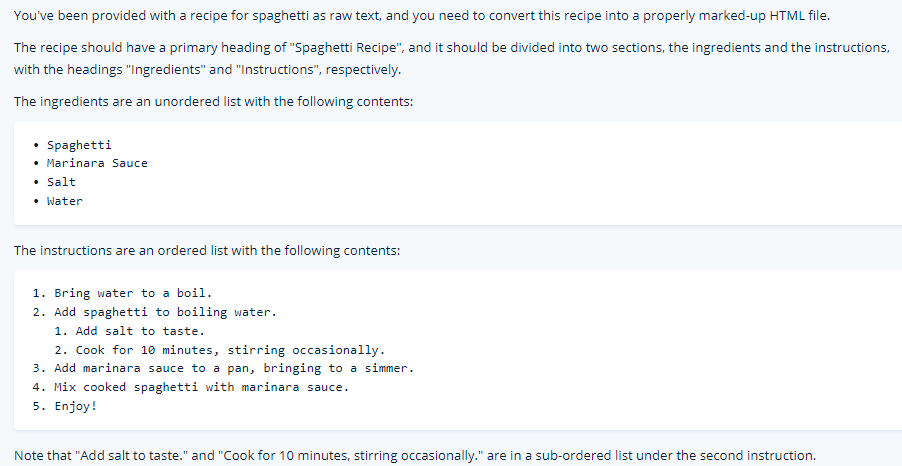 You've been provided with a recipe for spaghetti as raw text, and you need to convert this recipe into a properly marked-up HTML file.
The recipe should have a primary heading of "Spaghetti Recipe", and it should be divided into two sections, the ingredients and the instructions,
with the headings "Ingredients" and "Instructions", respectively.
The ingredients are an unordered list with the following contents:
• Spaghetti
• Marinara Sauce
• Salt
• Water
The instructions are an ordered list with the following contents:
1. Bring water to a boil.
2. Add spaghetti to boiling water.
1. Add salt to taste.
2. Cook for 10 minutes, stirring occasionally.
3. Add marinara sauce to a pan, bringing to a simmer.
4. Mix cooked spaghetti with marinara sauce.
5. Enjoy!
Note that "Add salt to taste." and "Cook for 10 minutes, stirring occasionally." are in a sub-ordered list under the second instruction.